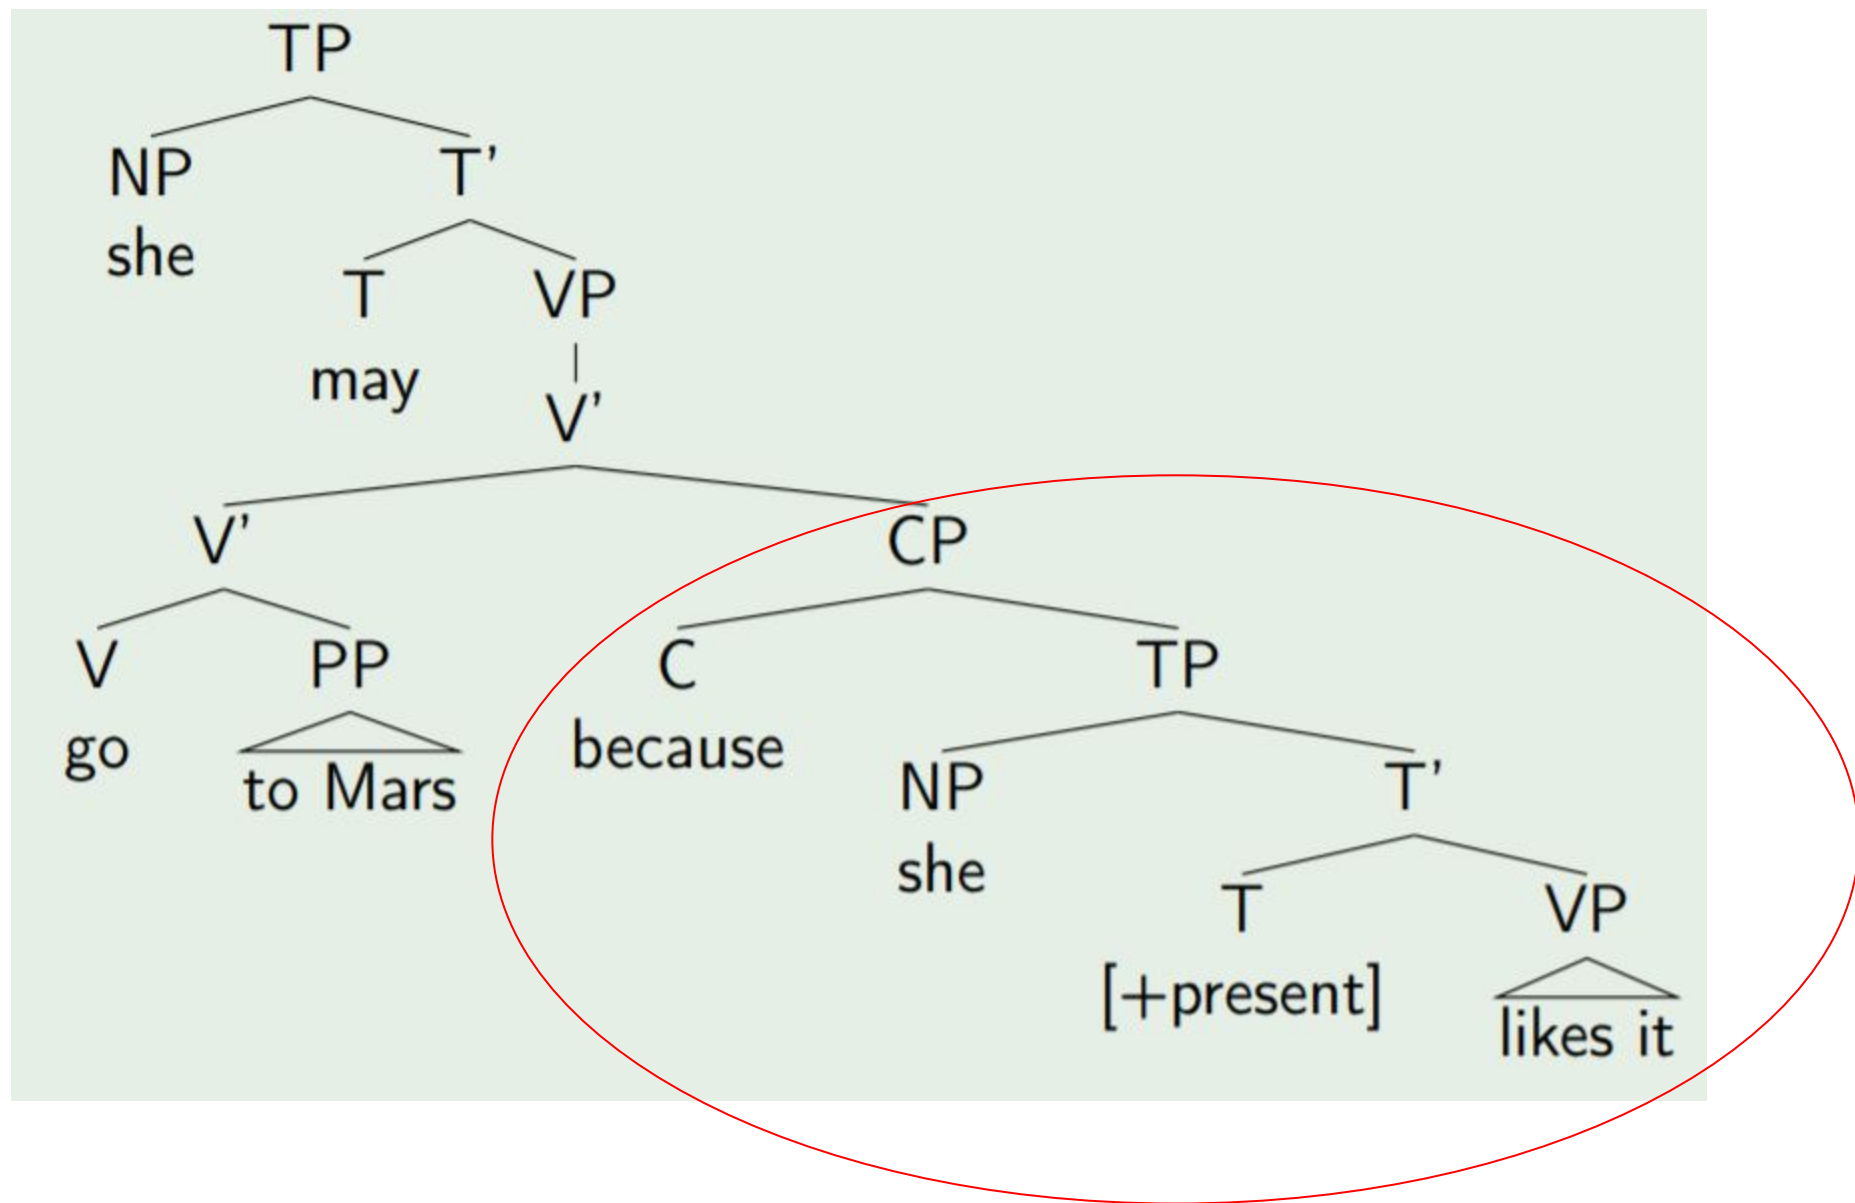 TP
NP T’
she
T VP
may
V’
V’ CP
V PP C TP
go to Mars because
NP T’
she
T VP
[+present] likes it